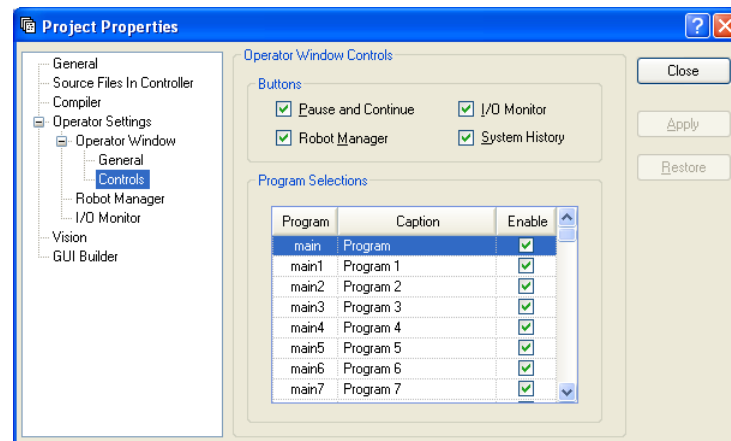 Project Properties
General
Source Files In Controller
Compiler
Operator Settings
Operator Window
General
Controls
Robot Manager
I/O Monitor
Vision
GUI Builder
Operator Window Controls
Buttons
Pause and Continue
I/O Monitor
Robot Manager
System History
Program Selections
Program Caption Enable
main Program
main1 Program 1
main2 Program 2
main3 Program 3
main4 Program 4
main5 Program 5
main6 Program 6
main7 Program 7
Close
Apply
Restore